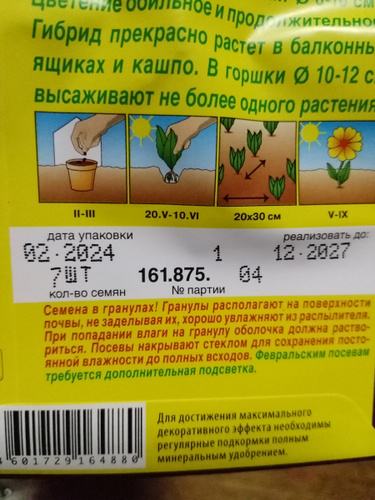 Цветение обильное и продолжительное
Гибрид прекрасно растет в балконны
ящиках и кашпо. В горшки Ø 10-12 с
высаживают не более одного растения
II-III 20.V-10.VI 20x30 см V-IX
дата упаковки реализовать до:
02.2024 1 12.2027
7ШТ 161.875. 04
кол-во семян № партии
Семена в гранулах! Гранулы располагают на поверхности
почвы, не заделывая их, хорошо увлажняют из распылителя.
При попадании влаги на гранулу оболочка должна раство-
риться. Посевы накрывают стеклом для сохранения посто-
янной влажности до полных всходов. Февральским посевам
требуется дополнительная подсветка.
Для достижения максимального
декоративного эффекта необходимы
регулярные подкормки полным
минеральным удобрением.
4601729164880